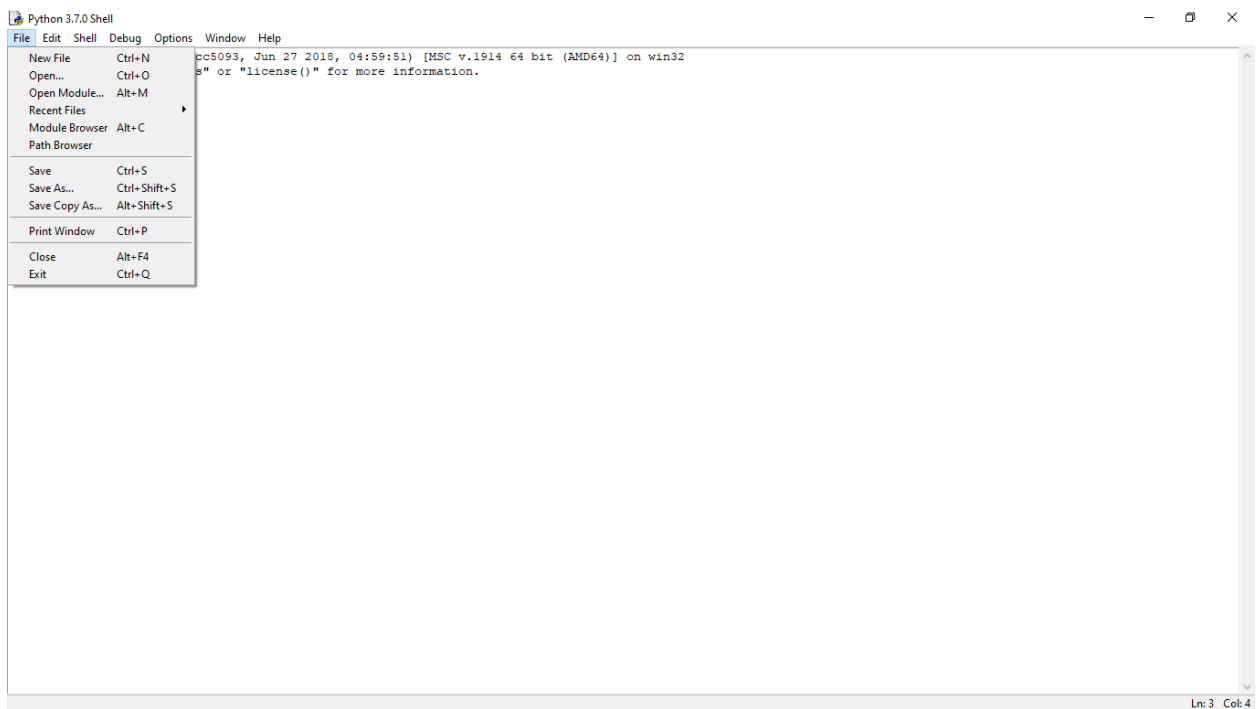 Python 3.7.0 Shell
File Edit Shell Debug Options Window Help
cc5093, Jun 27 2018, 04:59:51) [MSC v.1914 64 bit (AMD64)] on win32
s" or "license()" for more information.
New File Ctrl+N
Open... Ctrl+O
Open Module... Alt+M
Recent Files
Module Browser Alt+C
Path Browser
Save Ctrl+S
Save As... Ctrl+Shift+S
Save Copy As... Alt+Shift+S
Print Window Ctrl+P
Close Alt+F4
Exit Ctrl+Q
Ln: 3 Col: 4